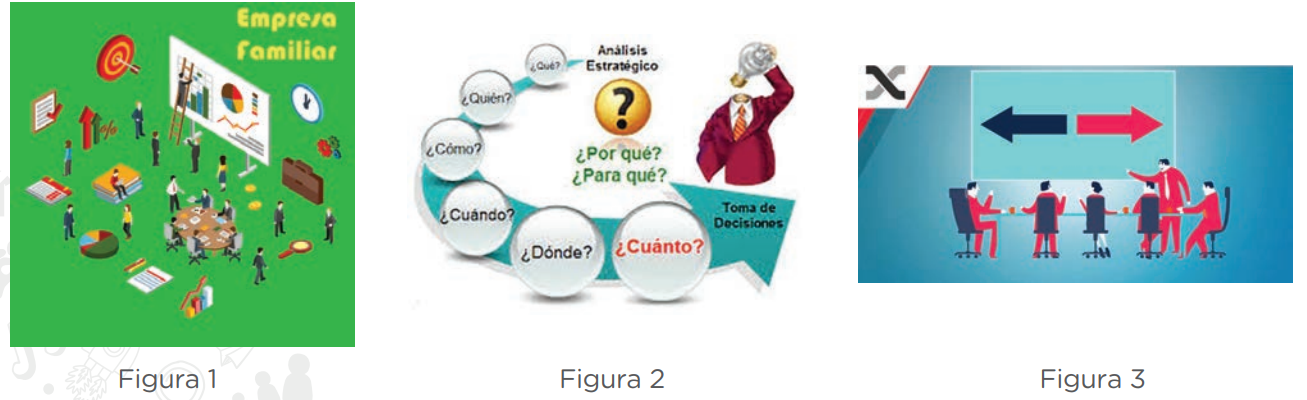 Empresa
Familiar
%
Figura 1
Análisis
Estratégico
¿Qué?
¿Quién?
¿Cómo?
¿Cuándo?
¿Dónde?
¿Cuánto?
?
¿Por qué?
¿Para qué?
Toma de
Decisiones
Figura 2
Figura 3